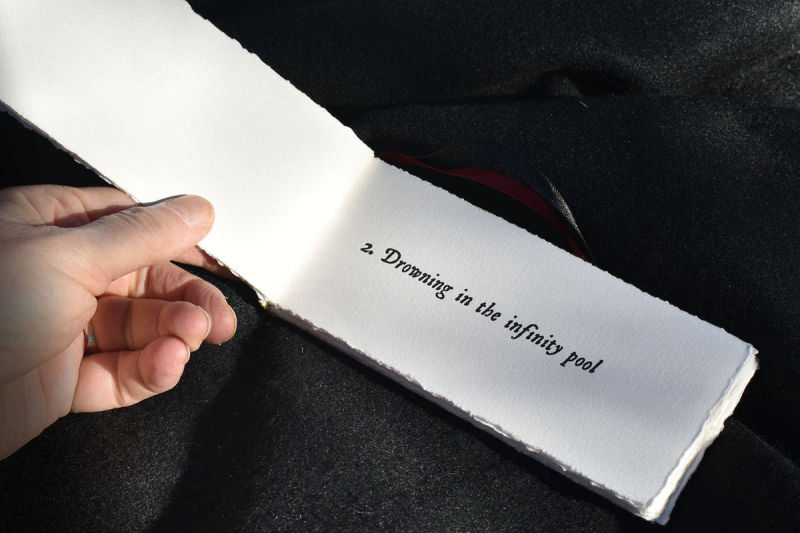 2. Drowning in the infinity pool